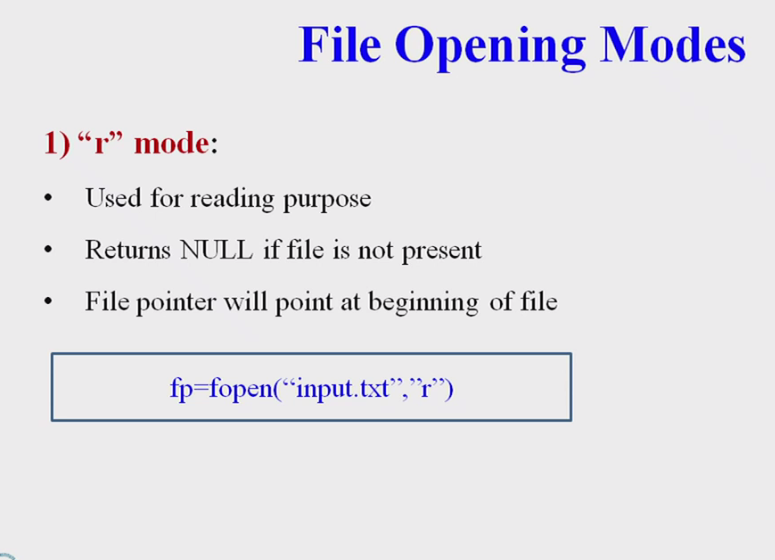 File Opening Modes
1) “r” mode:
• Used for reading purpose
• Returns NULL if file is not present
• File pointer will point at beginning of file
fp=fopen(“input.txt”,”r”)